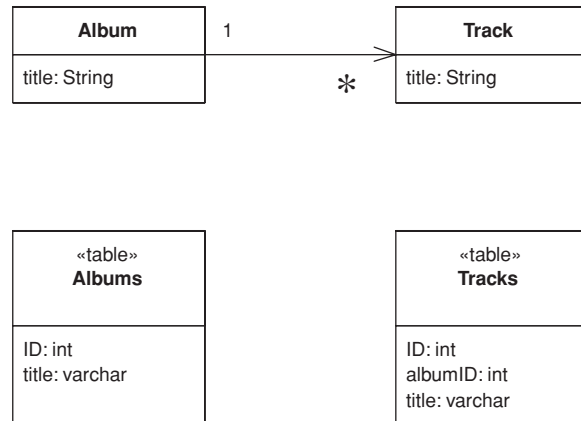 Album
1
Track
title: String
*
title: String
«table»
Albums
ID: int
title: varchar
«table»
Tracks
ID: int
albumID: int
title: varchar